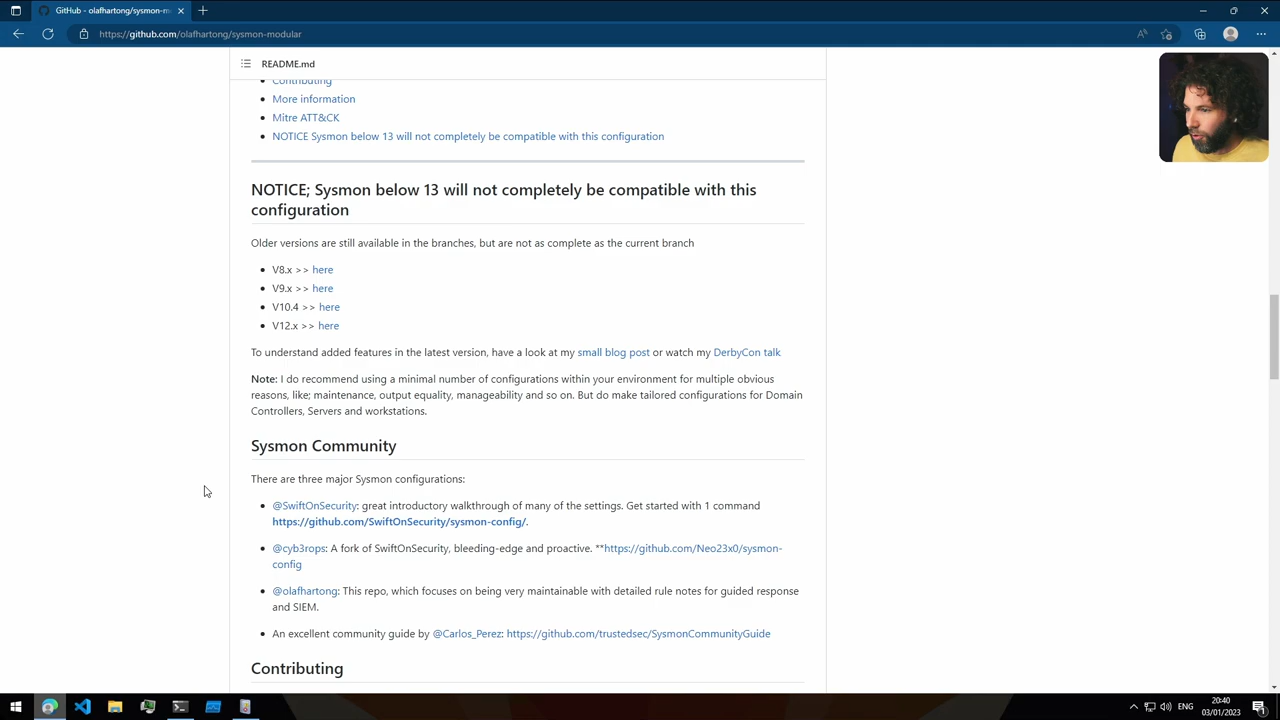 GitHub - olafhartong/sysmon-m
https://github.com/olafhartong/sysmon-modular
README.md
Contributing
More information
Mitre ATT&CK
NOTICE Sysmon below 13 will not completely be compatible with this configuration
NOTICE; Sysmon below 13 will not completely be compatible with this
configuration
Older versions are still available in the branches, but are not as complete as the current branch
V8.x >> here
V9.x >> here
V10.4 >> here
V12.x >> here
To understand added features in the latest version, have a look at my small blog post or watch my DerbyCon talk
Note: I do recommend using a minimal number of configurations within your environment for multiple obvious
reasons, like; maintenance, output equality, manageability and so on. But do make tailored configurations for Domain
Controllers, Servers and workstations.
Sysmon Community
There are three major Sysmon configurations:
@SwiftOnSecurity: great introductory walkthrough of many of the settings. Get started with 1 command
https://github.com/SwiftOnSecurity/sysmon-config/.
@cyb3rops: A fork of SwiftOnSecurity, bleeding-edge and proactive. **https://github.com/Neo23x0/sysmon-
config
@olafhartong: This repo, which focuses on being very maintainable with detailed rule notes for guided response
and SIEM.
An excellent community guide by @Carlos_Perez: https://github.com/trustedsec/SysmonCommunityGuide
Contributing
ENG
20:40
03/01/2023